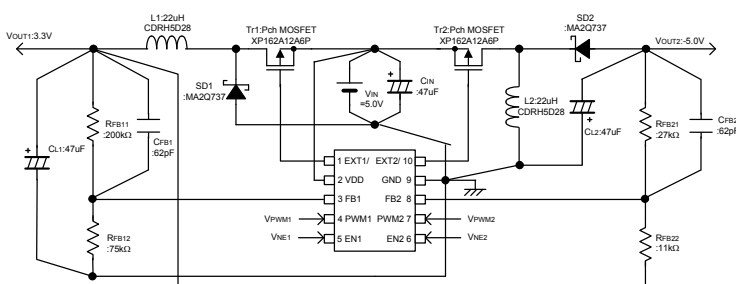 L1:22uH
CDRH5D28
Tr1:Pch MOSFET
XP162A12A6P
Tr2:Pch MOSFET
XP162A12A6P
SD2
:MA2Q737
VOUT1:3.3V
VOUT2:-5.0V
SD1
:MA2Q737
VIN
=5.0V
CIN
:47uF
L2:22uH
CDRH5D28
CL1:47uF
RFB11
:200kΩ
CFB1
:62pF
CL2:47uF
RFB21
:27kΩ
CFB2
:62pF
1 EXT1/ EXT2/ 10
2 VDD GND 9
3 FB1 FB2 8
4 PWM1 PWM2 7
5 EN1 EN2 6
VPWM1
VPWM2
VNE1
VNE2
RFB12
:75kΩ
RFB22
:11kΩ